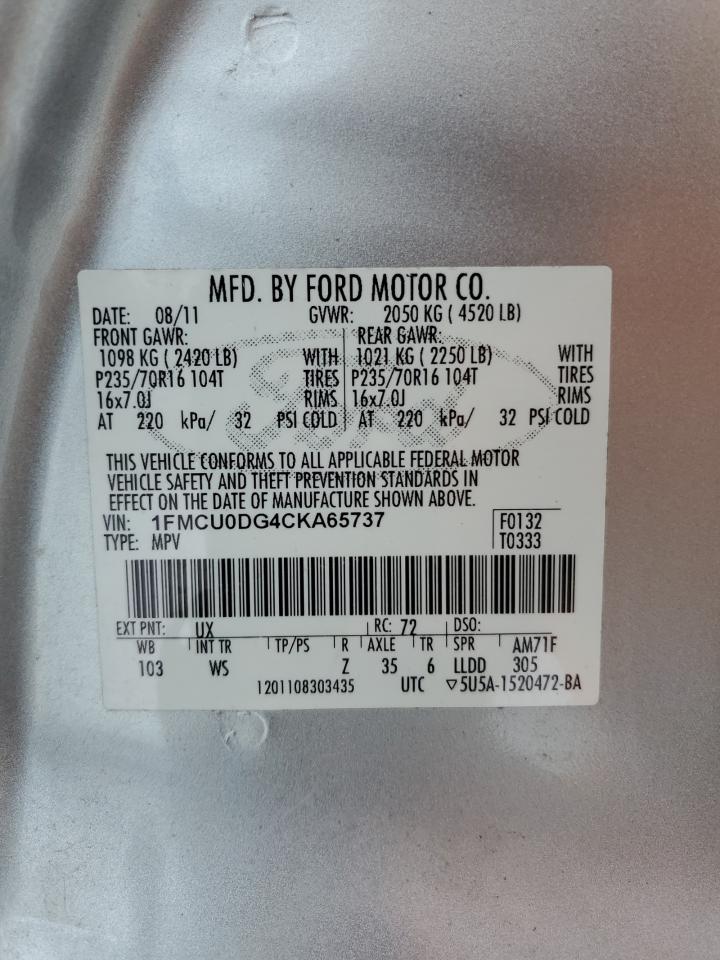 MFD. BY FORD MOTOR CO.
DATE: 08/11 GVWR: 2050 KG ( 4520 LB)
FRONT GAWR: REAR GAWR:
1098 KG ( 2420 LB) WITH 1021 KG ( 2250 LB) WITH
P235/70R16 104T TIRES P235/70R16 104T TIRES
16x7.0J RIMS 16x7.0J RIMS
AT 220 kPa/ 32 PSI COLD AT 220 kPa/ 32 PSI COLD
Ford
THIS VEHICLE CONFORMS TO ALL APPLICABLE FEDERAL MOTOR
VEHICLE SAFETY AND THEFT PREVENTION STANDARDS IN
EFFECT ON THE DATE OF MANUFACTURE SHOWN ABOVE.
VIN: 1FMCU0DG4CKA65737 F0132
TYPE: MPV T0333
EXT PNT: UX RC: 72 DSO:
WB INT TR TP/PS R AXLE TR SPR AM71F
103 WS Z 35 6 LLDD 305
1201108303435 UTC ▽5U5A-1520472-BA